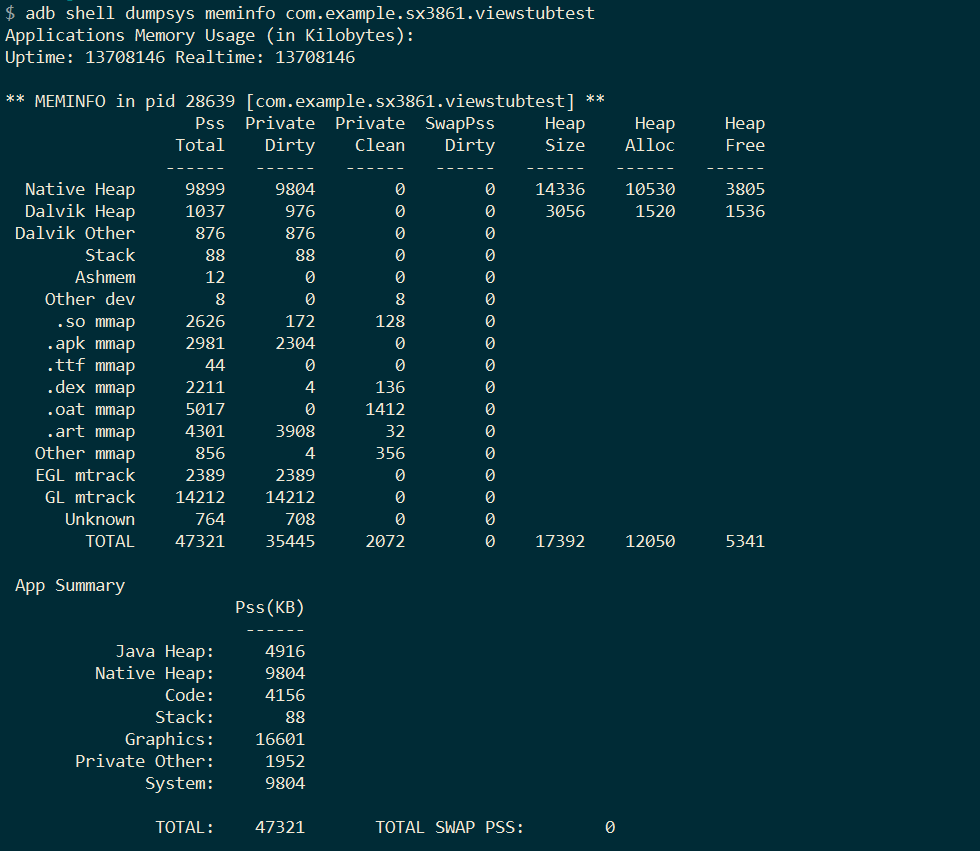 $ adb shell dumpsys meminfo com.example.sx3861.viewstubtest
Applications Memory Usage (in Kilobytes):
Uptime: 13708146 Realtime: 13708146
** MEMINFO in pid 28639 [com.example.sx3861.viewstubtest] **
Pss Private Private SwapPss Heap Heap Heap
Total Dirty Clean Dirty Size Alloc Free
------ ------ ------ ------ ------ ------ ------
Native Heap 9899 9804 0 0 14336 10530 3805
Dalvik Heap 1037 976 0 0 3056 1520 1536
Dalvik Other 876 876 0 0
Stack 88 88 0 0
Ashmem 12 0 0 0
Other dev 8 0 8 0
.so mmap 2626 172 128 0
.apk mmap 2981 2304 0 0
.ttf mmap 44 0 0 0
.dex mmap 2211 4 136 0
.oat mmap 5017 0 1412 0
.art mmap 4301 3908 32 0
Other mmap 856 4 356 0
EGL mtrack 2389 2389 0 0
GL mtrack 14212 14212 0 0
Unknown 764 708 0 0
TOTAL 47321 35445 2072 0 17392 12050 5341
App Summary
Pss(KB)
------
Java Heap: 4916
Native Heap: 9804
Code: 4156
Stack: 88
Graphics: 16601
Private Other: 1952
System: 9804
TOTAL: 47321 TOTAL SWAP PSS: 0